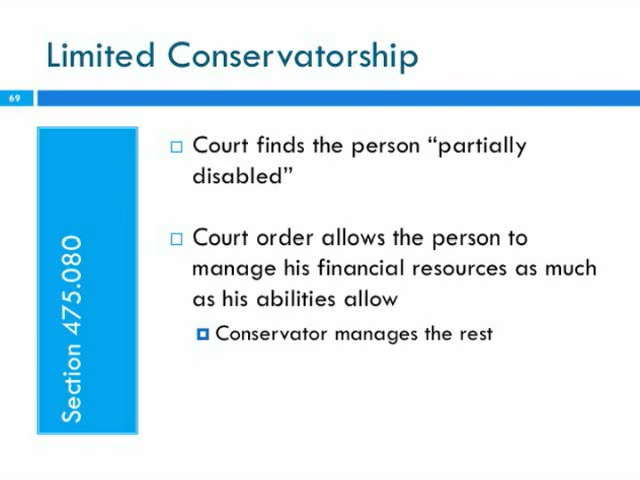 Limited Conservatorship
69
Section 475.080
Court finds the person “partially
disabled”
Court order allows the person to
manage his financial resources as much
as his abilities allow
Conservator manages the rest